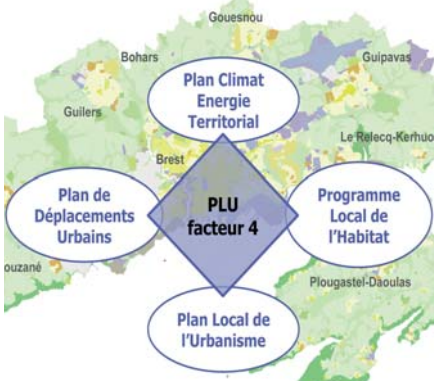 Gouesnou
Bohars
Guipavas
Plan Climat
Energie
Territorial
Guilers
Le Relecq-Kerhuo
Brest
Plan de
Déplacements
Urbains
PLU
facteur 4
Programme
Local de
l'Habitat
ouzané
Plougastel-Daoulas
Plan Local de
l'Urbanisme